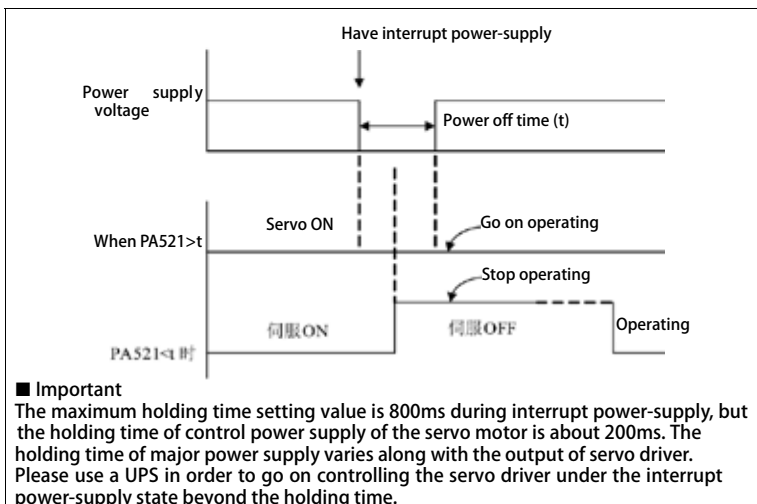 Have interrupt power-supply
Power supply
voltage
Power off time (t)
Servo ON
Go on operating
When PA521>t
Stop operating
伺服ON
伺服OFF
Operating
PA521<t 时
■ Important
The maximum holding time setting value is 800ms during interrupt power-supply, but
the holding time of control power supply of the servo motor is about 200ms. The
holding time of major power supply varies along with the output of servo driver.
Please use a UPS in order to go on controlling the servo driver under the interrupt
power-supply state beyond the holding time.